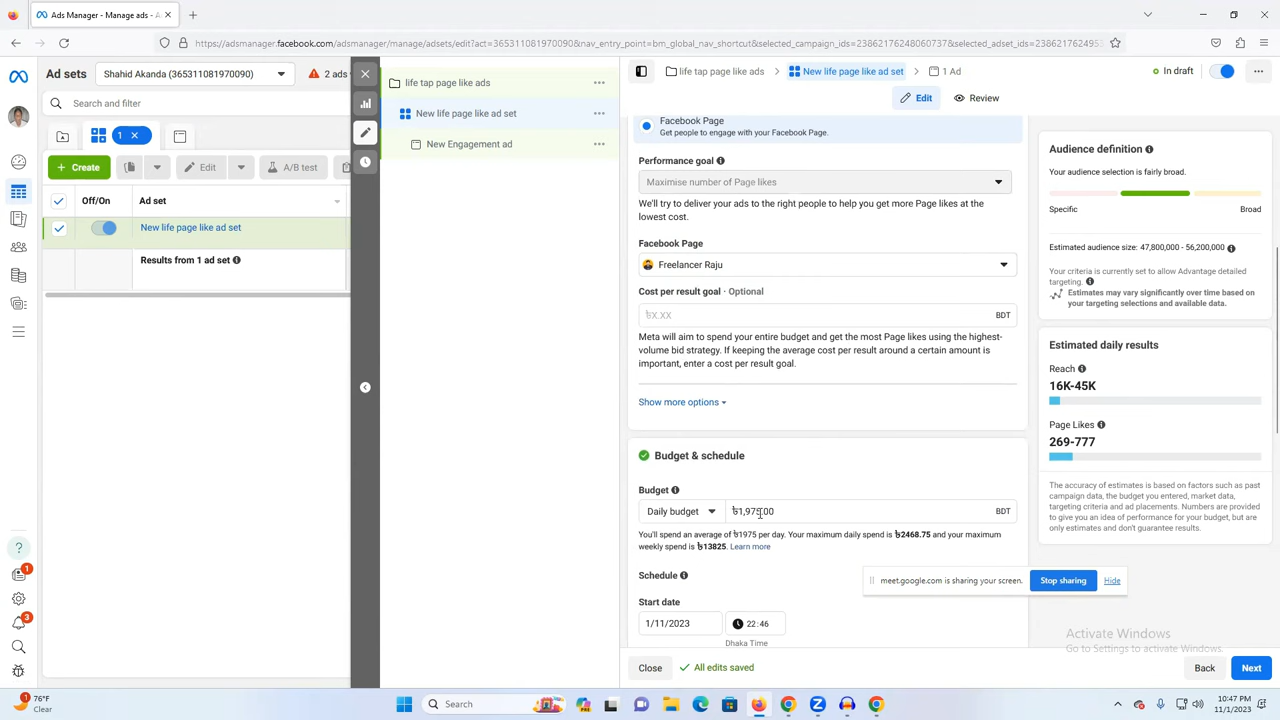 Ads Manager - Manage ads - A
https://adsmanager.facebook.com/adsmanager/manage/adsets/edit?act=365311081970090&nav_entry_point=bm_global_nav_shortcut&selected_campaign_ids=23862176248060737&selected_adset_ids=2386217624953
Ad sets
Shahid Akanda (365311081970090)
2 ads
Search and filter
1
+ Create
Edit
A/B test
Off/On
Ad set
New life page like ad set
Results from 1 ad set
life tap page like ads
New life page like ad set
New Engagement ad
life tap page like ads
New life page like ad set
1 Ad
In draft
Edit
Review
Facebook Page
Get people to engage with your Facebook Page.
Performance goal
Maximise number of Page likes
We'll try to deliver your ads to the right people to help you get more Page likes at the
lowest cost.
Facebook Page
Freelancer Raju
Cost per result goal · Optional
৳X.XX
BDT
Meta will aim to spend your entire budget and get the most Page likes using the highest-
volume bid strategy. If keeping the average cost per result around a certain amount is
important, enter a cost per result goal.
Show more options
Budget & schedule
Budget
Daily budget
৳1,975.00
BDT
You'll spend an average of ৳1975 per day. Your maximum daily spend is ৳2468.75 and your maximum
weekly spend is ৳13825. Learn more
Schedule
Start date
1/11/2023
22:46
Dhaka Time
Close
All edits saved
Back
Next
Audience definition
Your audience selection is fairly broad.
Specific
Broad
Estimated audience size: 47,800,000 - 56,200,000
Your criteria is currently set to allow Advantage detailed
targeting.
Estimates may vary significantly over time based on
your targeting selections and available data.
Estimated daily results
Reach
16K-45K
Page Likes
269-777
The accuracy of estimates is based on factors such as past
campaign data, the budget you entered, market data,
targeting criteria and ad placements. Numbers are provided
to give you an idea of performance for your budget, but are
only estimates and don't guarantee results.
meet.google.com is sharing your screen.
Stop sharing
Hide
Activate Windows
Go to Settings to activate Windows.
1
3
1
76°F
Clear
Search
10:47 PM
11/1/2023